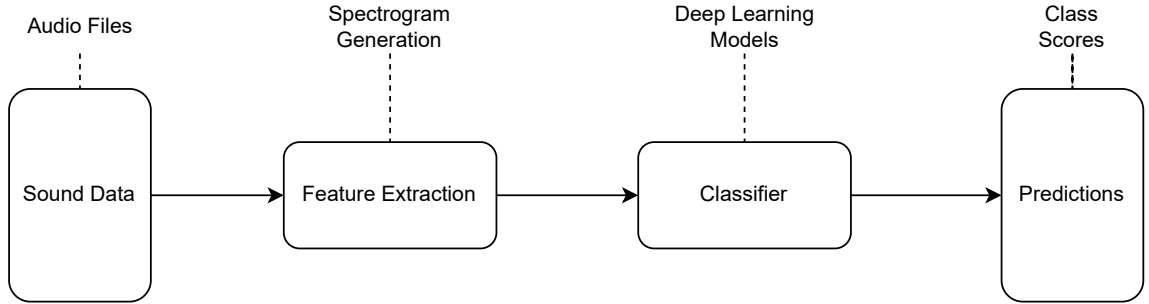 Audio Files
Spectrogram
Generation
Deep Learning
Models
Class
Scores
Sound Data
Feature Extraction
Classifier
Predictions